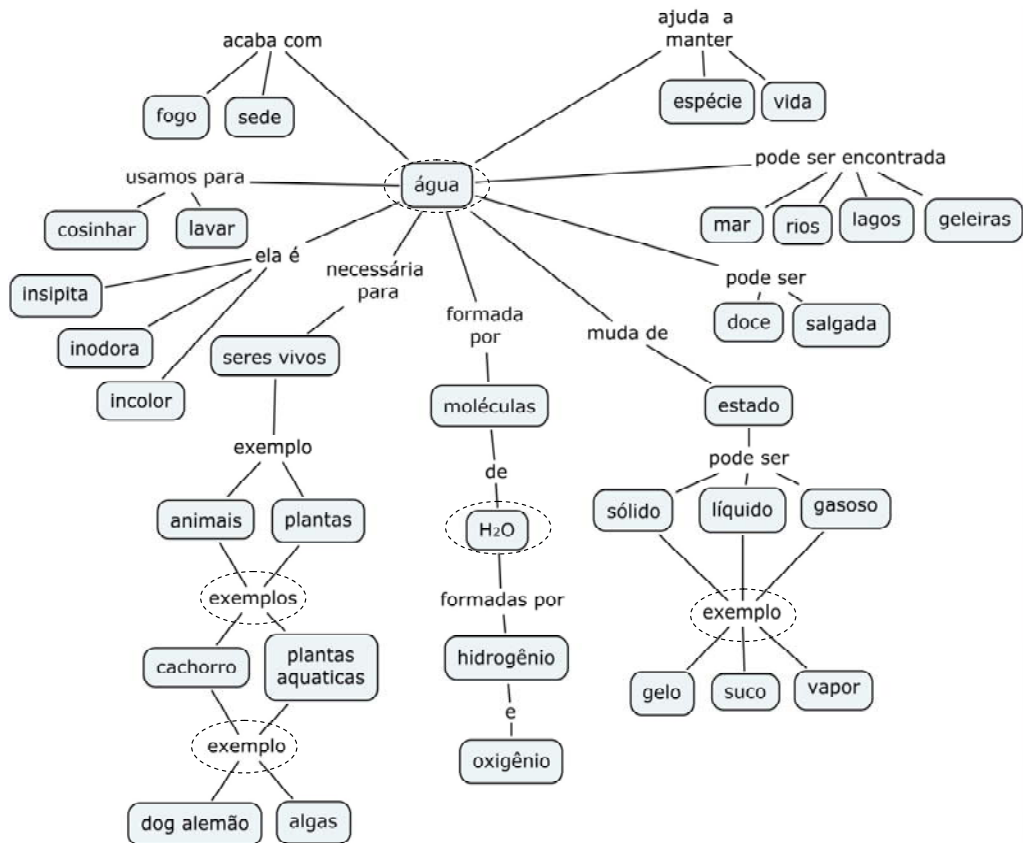 acaba com
fogo
sede
ajuda a
manter
espécie
vida
água
usamos para
cosinhar
lavar
pode ser encontrada
mar
rios
lagos
geleiras
ela é
insipita
inodora
incolor
necessária
para
seres vivos
exemplo
animais
plantas
exemplos
cachorro
plantas
aquaticas
exemplo
dog alemão
algas
formada
por
moléculas
de
H₂O
formadas por
hidrogênio
e
oxigênio
pode ser
doce
salgada
muda de
estado
pode ser
sólido
líquido
gasoso
exemplo
gelo
suco
vapor